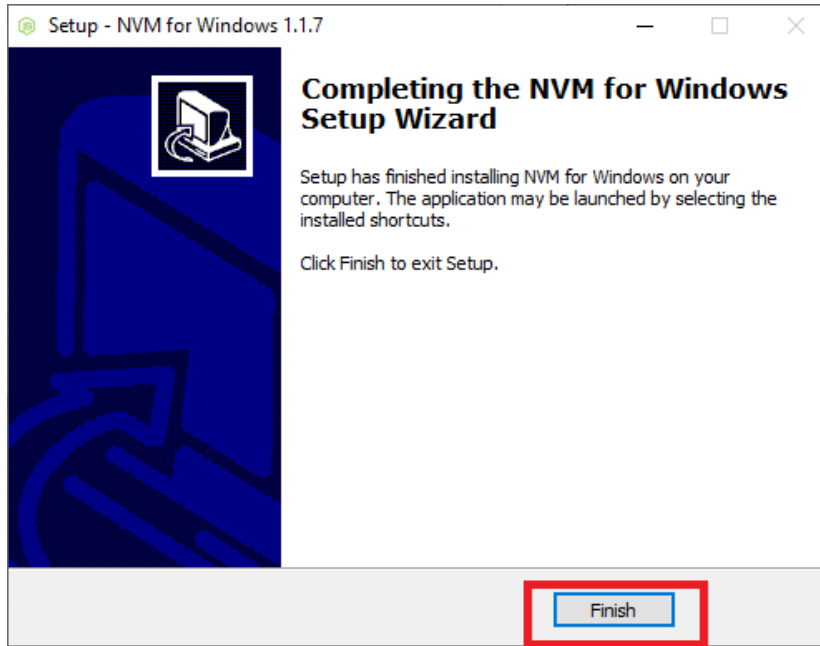 Setup - NVM for Windows 1.1.7
Completing the NVM for Windows
Setup Wizard
Setup has finished installing NVM for Windows on your
computer. The application may be launched by selecting the
installed shortcuts.
Click Finish to exit Setup.
Finish